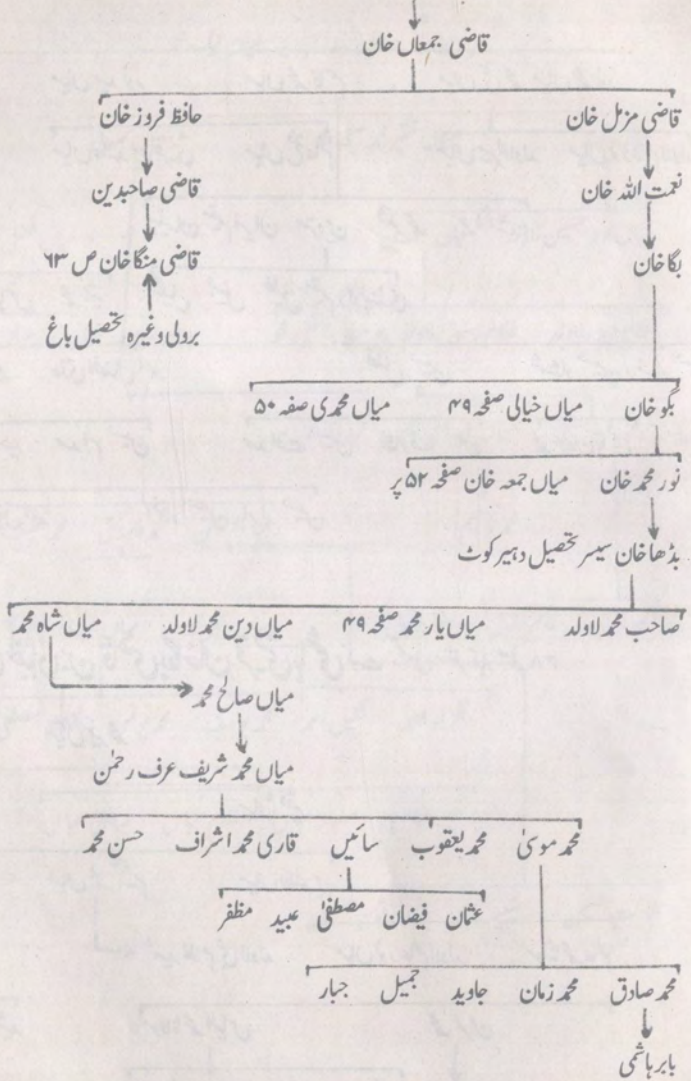 قاضی جمعاں خان
قاضی مزمل خان حافظ فروز خان
نعمت اللہ خان قاضی صاحبدین
بگا خان قاضی منگا خان ص ۶۳
برولی وغیرہ تحصیل باغ
بگو خان میاں خیالی صفحہ ۴۹ میاں محمدی صفہ ۵۰
نور محمد خان میاں جمعہ خان صفحہ ۵۲ پر
بڈھا خان سیسر تحصیل دہیر کوٹ
صاحب محمد لاولد میاں یار محمد صفحہ ۴۹ میاں دین محمد لاولد میاں شاہ محمد
میاں صالح محمد
میاں محمد شریف عرف رحمٰن
محمد موسیٰ محمد یعقوب سائیں قاری محمد اشراف حسن محمد
عثمان فیضان مصطفیٰ عبید مظفر
محمد صادق محمد زمان جاوید جمیل جبار
بابر ہاشمی